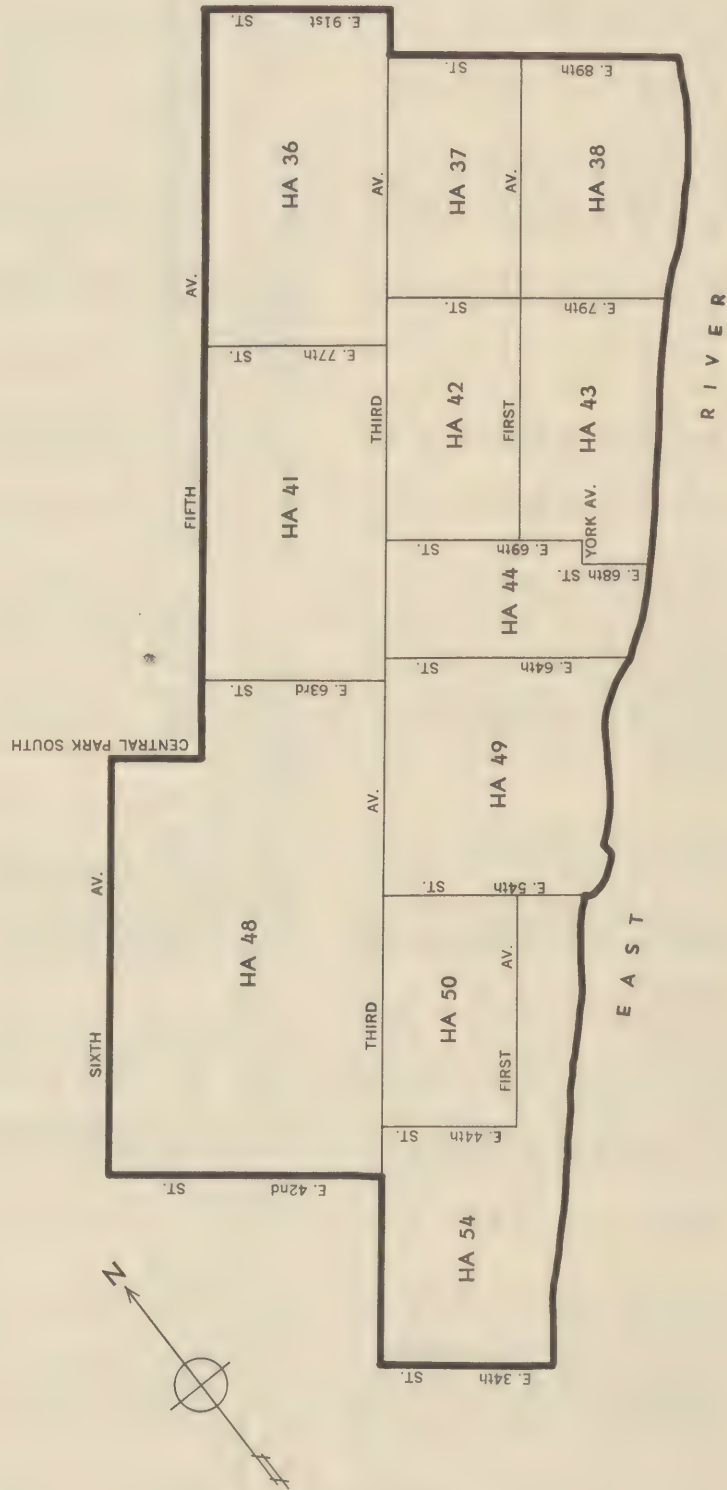 SIXTH AV.
CENTRAL PARK SOUTH
FIFTH AV.
E. 91st ST.
HA 36
E. 77th ST.
HA 41
E. 63rd ST.
HA 48
E. 42nd ST.
THIRD AV.
THIRD AV.
E. 89th ST.
HA 37
HA 38
FIRST AV.
E. 79th ST.
HA 42
HA 43
YORK AV.
E. 69th ST.
E. 68th ST.
HA 44
E. 64th ST.
HA 49
E. 54th ST.
HA 50
FIRST AV.
E. 44th ST.
HA 54
E. 34th ST.
EAST RIVER
N